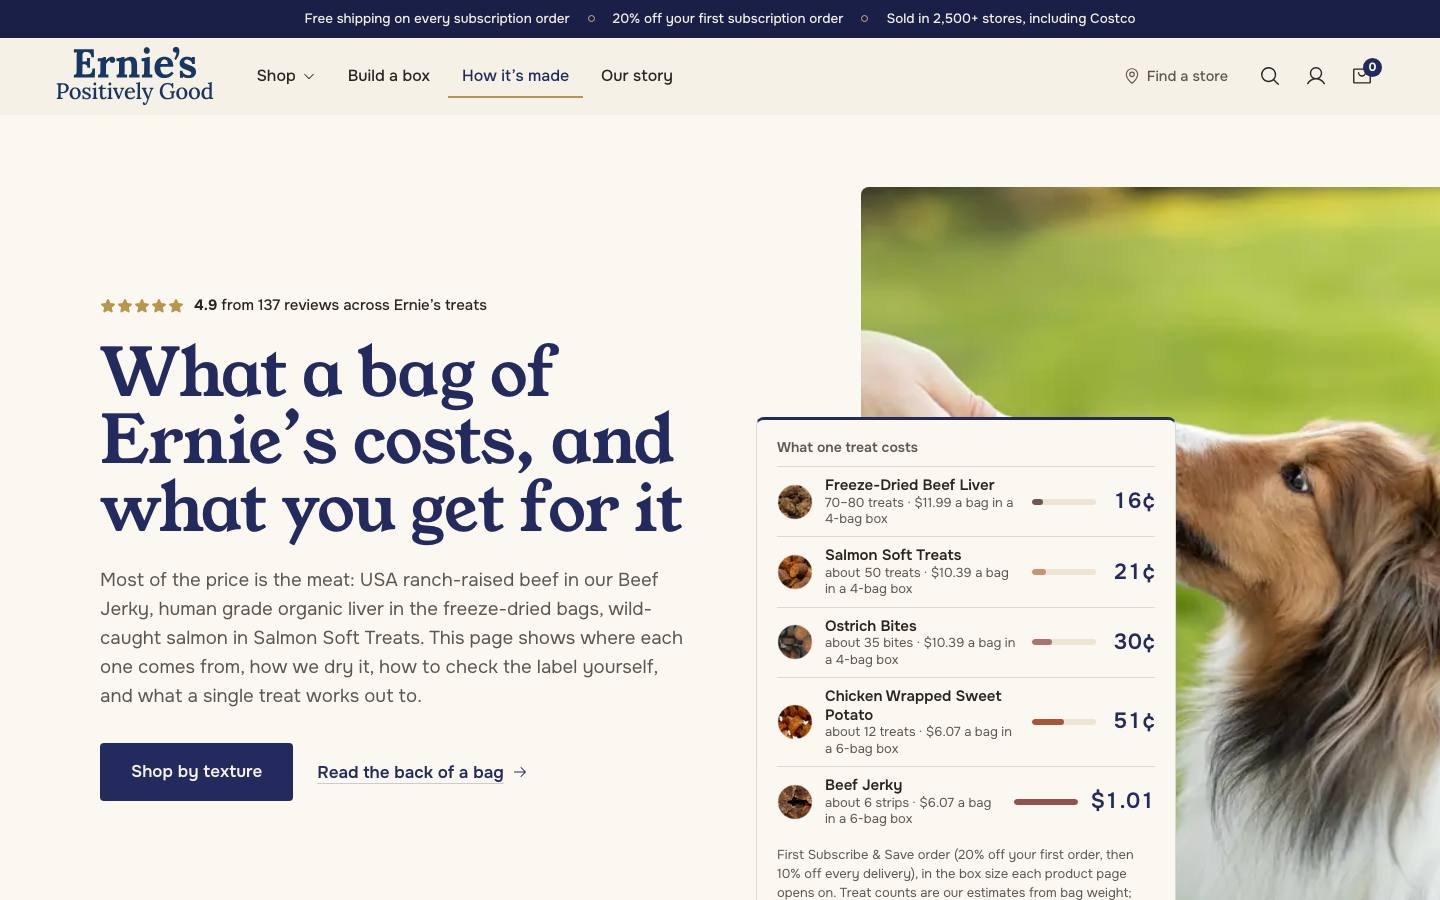 Free shipping on every subscription order
20% off your first subscription order
Sold in 2,500+ stores, including Costco
Ernie's
Positively Good
Shop
Build a box
How it's made
Our story
Find a store
0
4.9 from 137 reviews across Ernie's treats
What a bag of
Ernie's costs, and
what you get for it
Most of the price is the meat: USA ranch-raised beef in our Beef
Jerky, human grade organic liver in the freeze-dried bags, wild-
caught salmon in Salmon Soft Treats. This page shows where each
one comes from, how we dry it, how to check the label yourself,
and what a single treat works out to.
Shop by texture
Read the back of a bag
What one treat costs
Freeze-Dried Beef Liver
70–80 treats · $11.99 a bag in a
4-bag box
16¢
Salmon Soft Treats
about 50 treats · $10.39 a bag
in a 4-bag box
21¢
Ostrich Bites
about 35 bites · $10.39 a bag in
a 4-bag box
30¢
Chicken Wrapped Sweet
Potato
about 12 treats · $6.07 a bag in
a 6-bag box
51¢
Beef Jerky
about 6 strips · $6.07 a bag
in a 6-bag box
$1.01
First Subscribe & Save order (20% off your first order, then
10% off every delivery), in the box size each product page
opens on. Treat counts are our estimates from bag weight;